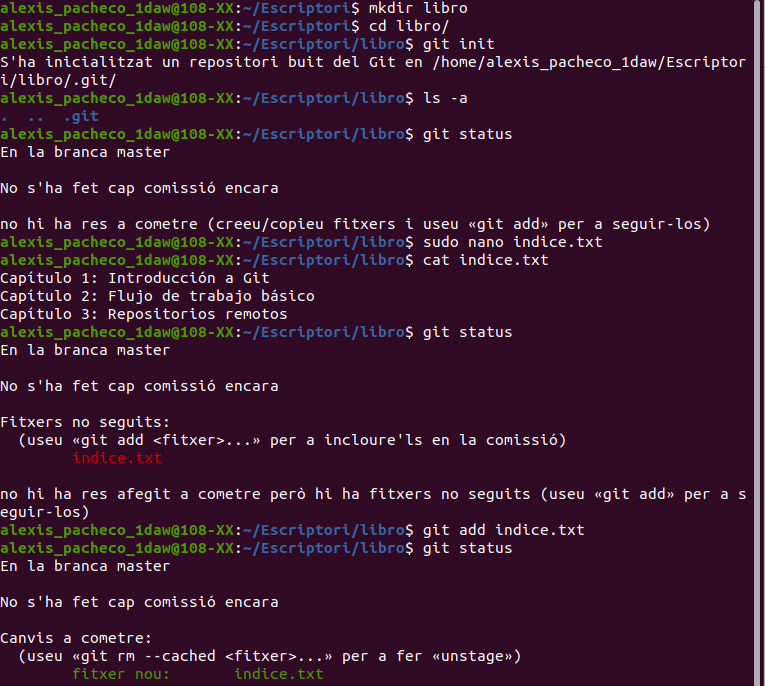 alexis_pacheco_1daw@108-XX:~/Escriptori$ mkdir libro
alexis_pacheco_1daw@108-XX:~/Escriptori$ cd libro/
alexis_pacheco_1daw@108-XX:~/Escriptori/libro$ git init
S'ha inicialitzat un repositori buit del Git en /home/alexis_pacheco_1daw/Escriptor
i/libro/.git/
alexis_pacheco_1daw@108-XX:~/Escriptori/libro$ ls -a
.  ..  .git
alexis_pacheco_1daw@108-XX:~/Escriptori/libro$ git status
En la branca master
No s'ha fet cap comissió encara
no hi ha res a cometre (creeu/copieu fitxers i useu «git add» per a seguir-los)
alexis_pacheco_1daw@108-XX:~/Escriptori/libro$ sudo nano indice.txt
alexis_pacheco_1daw@108-XX:~/Escriptori/libro$ cat indice.txt
Capítulo 1: Introducción a Git
Capítulo 2: Flujo de trabajo básico
Capítulo 3: Repositorios remotos
alexis_pacheco_1daw@108-XX:~/Escriptori/libro$ git status
En la branca master
No s'ha fet cap comissió encara
Fitxers no seguits:
  (useu «git add <fitxer>...» per a incloure'ls en la comissió)
        indice.txt
no hi ha res afegit a cometre però hi ha fitxers no seguits (useu «git add» per a s
eguir-los)
alexis_pacheco_1daw@108-XX:~/Escriptori/libro$ git add indice.txt
alexis_pacheco_1daw@108-XX:~/Escriptori/libro$ git status
En la branca master
No s'ha fet cap comissió encara
Canvis a cometre:
  (useu «git rm --cached <fitxer>...» per a fer «unstage»)
        fitxer nou:       indice.txt